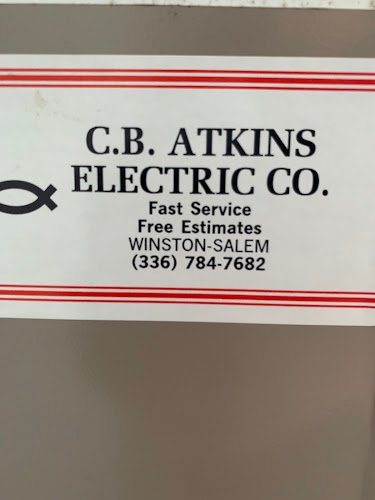 C.B. ATKINS
ELECTRIC CO.
Fast Service
Free Estimates
WINSTON-SALEM
(336) 784-7682